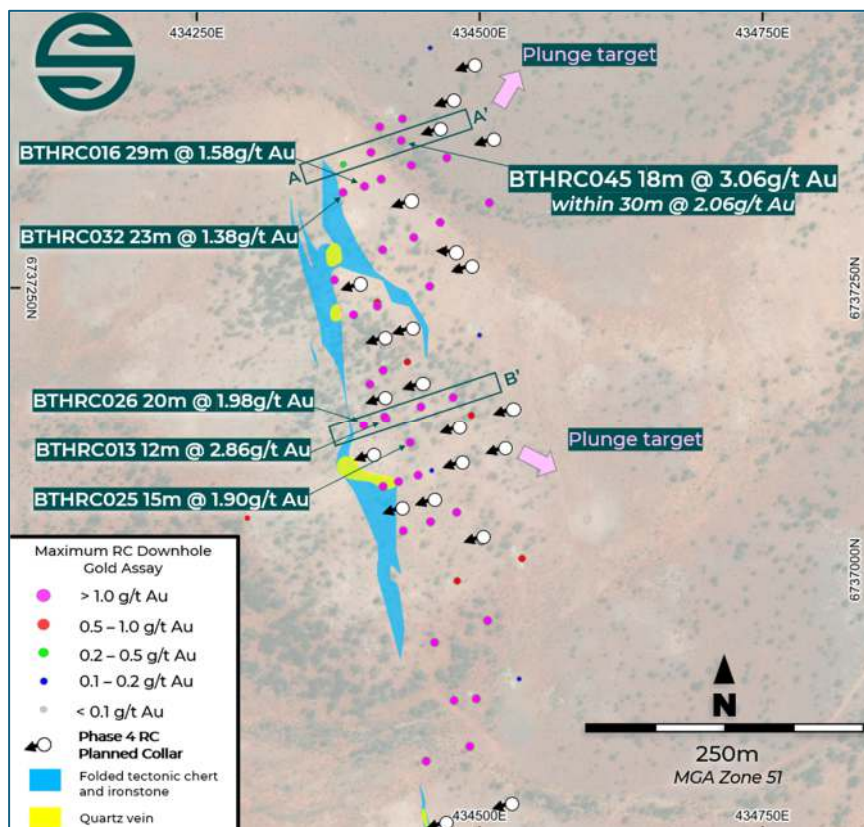 434250E
434500E
434750E
Plunge target
A'
BTHRC016 29m @ 1.58g/t Au
A
BTHRC045 18m @ 3.06g/t Au
within 30m @ 2.06g/t Au
BTHRC032 23m @ 1.38g/t Au
6737250N
6737250N
B'
BTHRC026 20m @ 1.98g/t Au
B
BTHRC013 12m @ 2.86g/t Au
Plunge target
BTHRC025 15m @ 1.90g/t Au
6737000N
Maximum RC Downhole
Gold Assay
> 1.0 g/t Au
0.5 – 1.0 g/t Au
0.2 – 0.5 g/t Au
0.1 – 0.2 g/t Au
< 0.1 g/t Au
Phase 4 RC
Planned Collar
Folded tectonic chert
and ironstone
Quartz vein
N
250m
MGA Zone 51
434500E
434750E